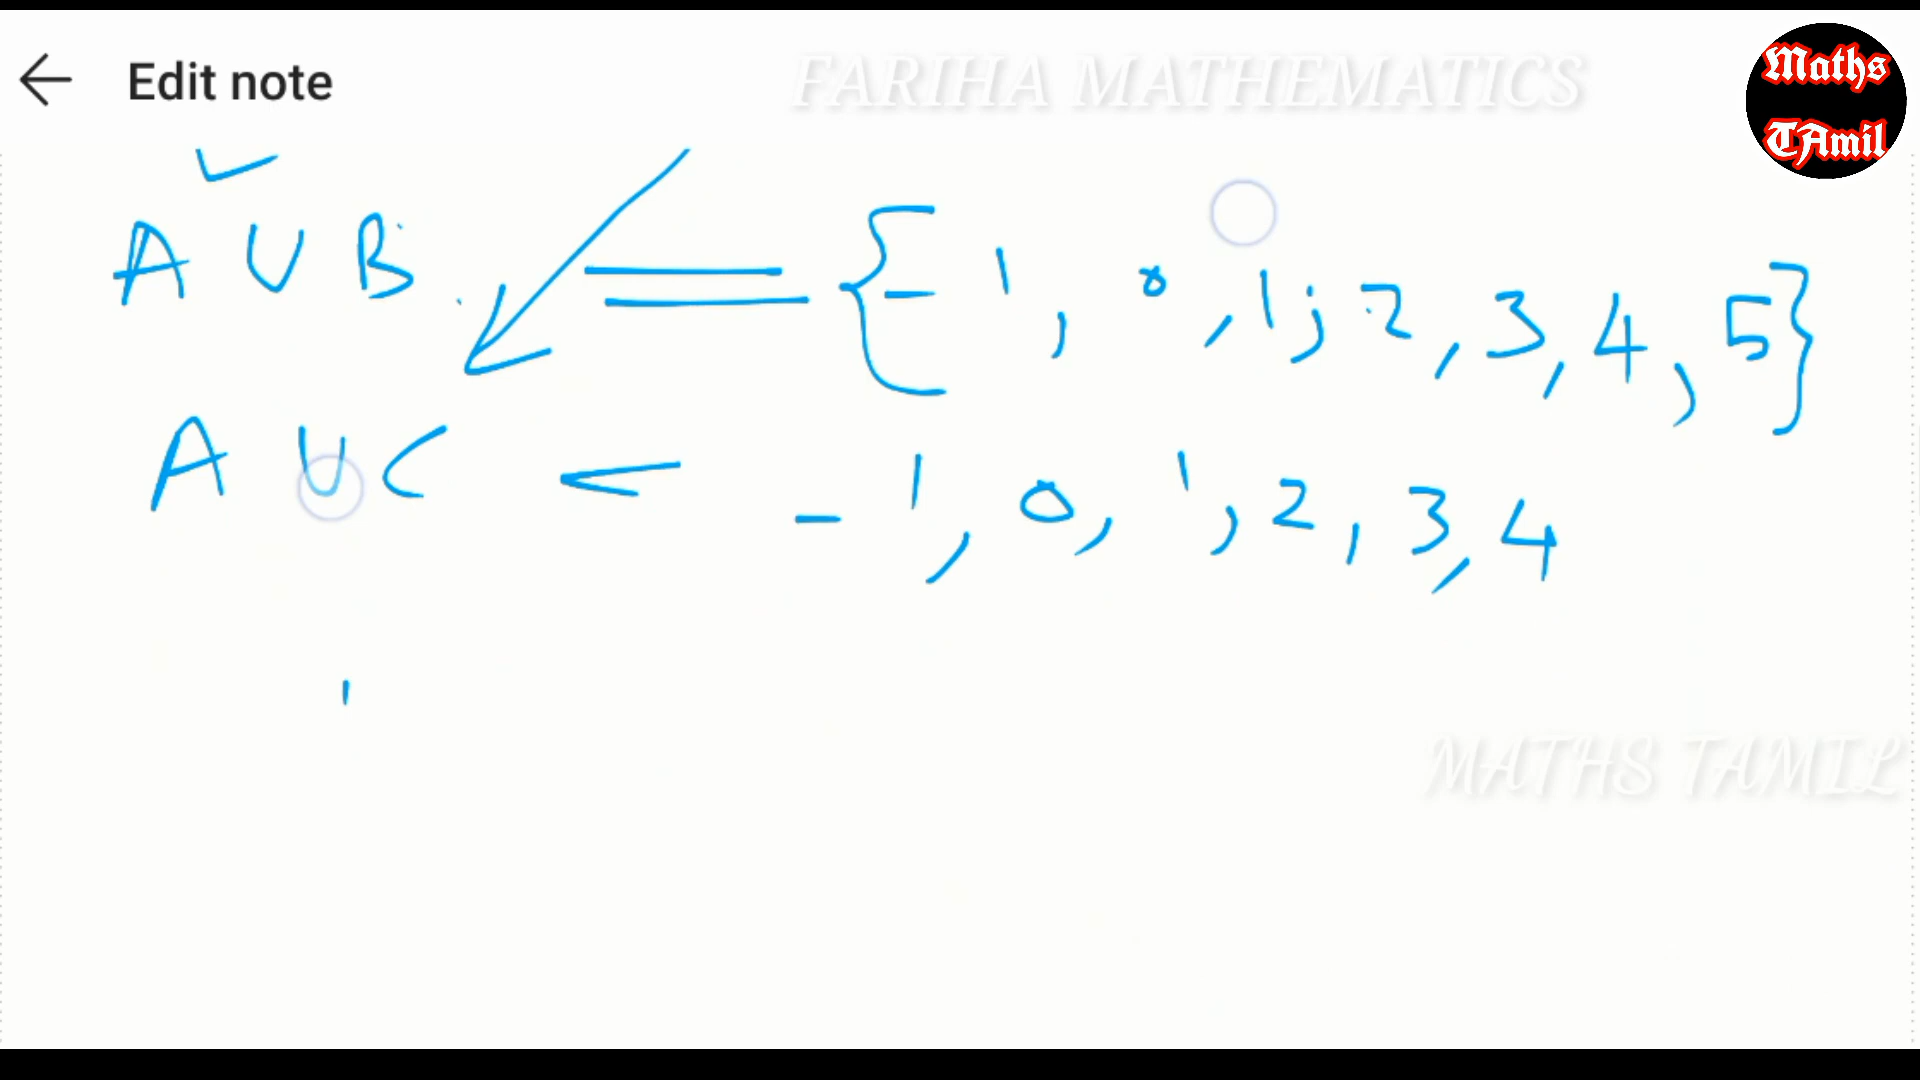 Edit note
FARIHA MATHEMATICS
Maths
TAmil
A ∪ B = {-1, 0, 1, 2, 3, 4, 5}
A ∪ C ← -1, 0, 1, 2, 3, 4
MATHS TAMIL